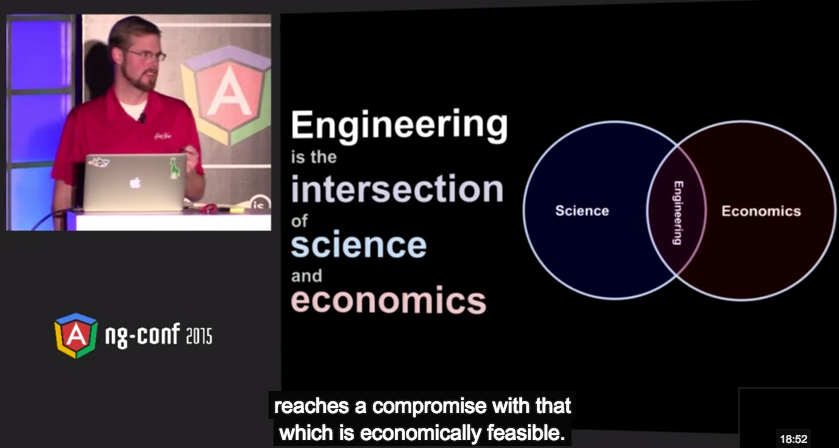 A
is
Engineering
is the
intersection
of
science
and
economics
Science
Engineering
Economics
A
ng-conf 2015
reaches a compromise with that
which is economically feasible.
18:52